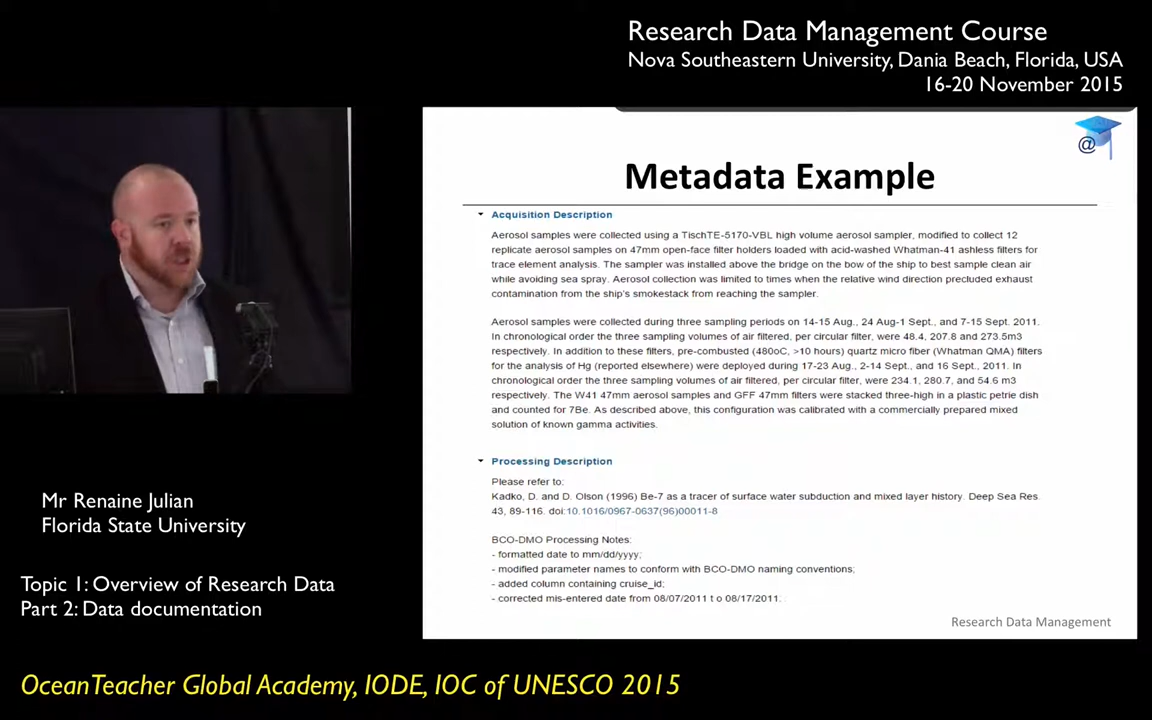 Research Data Management Course
Nova Southeastern University, Dania Beach, Florida, USA
16-20 November 2015
@
Metadata Example
Acquisition Description
Aerosol samples were collected using a TischTE-5170-VBL high volume aerosol sampler, modified to collect 12
replicate aerosol samples on 47mm open-face filter holders loaded with acid-washed Whatman-41 ashless filters for
trace element analysis. The sampler was installed above the bridge on the bow of the ship to best sample clean air
while avoiding sea spray. Aerosol collection was limited to times when the relative wind direction precluded exhaust
contamination from the ship's smokestack from reaching the sampler.
Aerosol samples were collected during three sampling periods on 14-15 Aug., 24 Aug-1 Sept., and 7-15 Sept. 2011.
In chronological order the three sampling volumes of air filtered, per circular filter, were 48.4, 207.8 and 273.5m3
respectively. In addition to these filters, pre-combusted (480oC, >10 hours) quartz micro fiber (Whatman QMA) filters
for the analysis of Hg (reported elsewhere) were deployed during 17-23 Aug., 2-14 Sept., and 16 Sept., 2011. In
chronological order the three sampling volumes of air filtered, per circular filter, were 234.1, 280.7, and 54.6 m3
respectively. The W41 47mm aerosol samples and GFF 47mm filters were stacked three-high in a plastic petrie dish
and counted for 7Be. As described above, this configuration was calibrated with a commercially prepared mixed
solution of known gamma activities.
Processing Description
Please refer to:
Kadko, D. and D. Olson (1996) Be-7 as a tracer of surface water subduction and mixed layer history. Deep Sea Res.
43, 89-116. doi:10.1016/0967-0637(96)00011-8
BCO-DMO Processing Notes:
- formatted date to mm/dd/yyyy;
- modified parameter names to conform with BCO-DMO naming conventions;
- added column containing cruise_id;
- corrected mis-entered date from 08/07/2011 t o 08/17/2011.
Research Data Management
Mr Renaine Julian
Florida State University
Topic 1: Overview of Research Data
Part 2: Data documentation
OceanTeacher Global Academy, IODE, IOC of UNESCO 2015